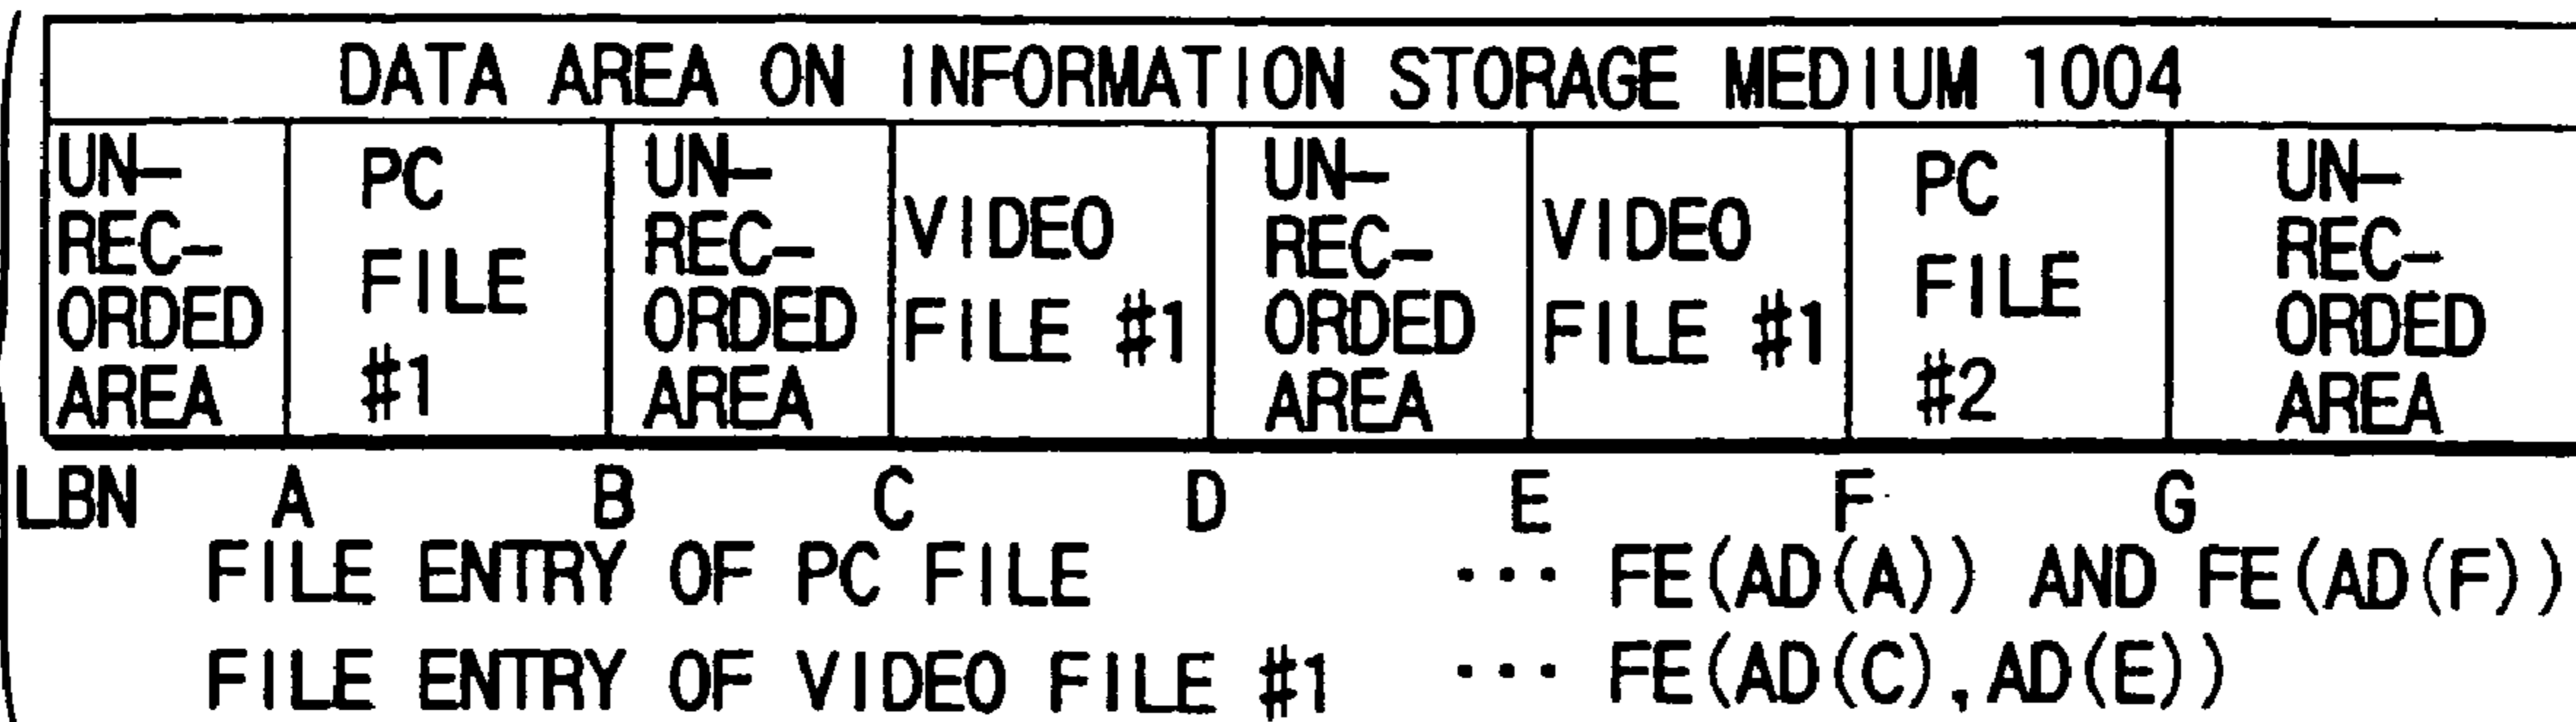 DATA AREA ON INFORMATION STORAGE MEDIUM 1004
UN-
REC-
ORDED
AREA
PC
FILE
#1
UN-
REC-
ORDED
AREA
VIDEO
FILE #1
UN-
REC-
ORDED
AREA
VIDEO
FILE #1
PC
FILE
#2
UN-
REC-
ORDED
AREA
LBN A B C D E F G
FILE ENTRY OF PC FILE ••• FE(AD(A)) AND FE(AD(F))
FILE ENTRY OF VIDEO FILE #1 ••• FE(AD(C),AD(E))